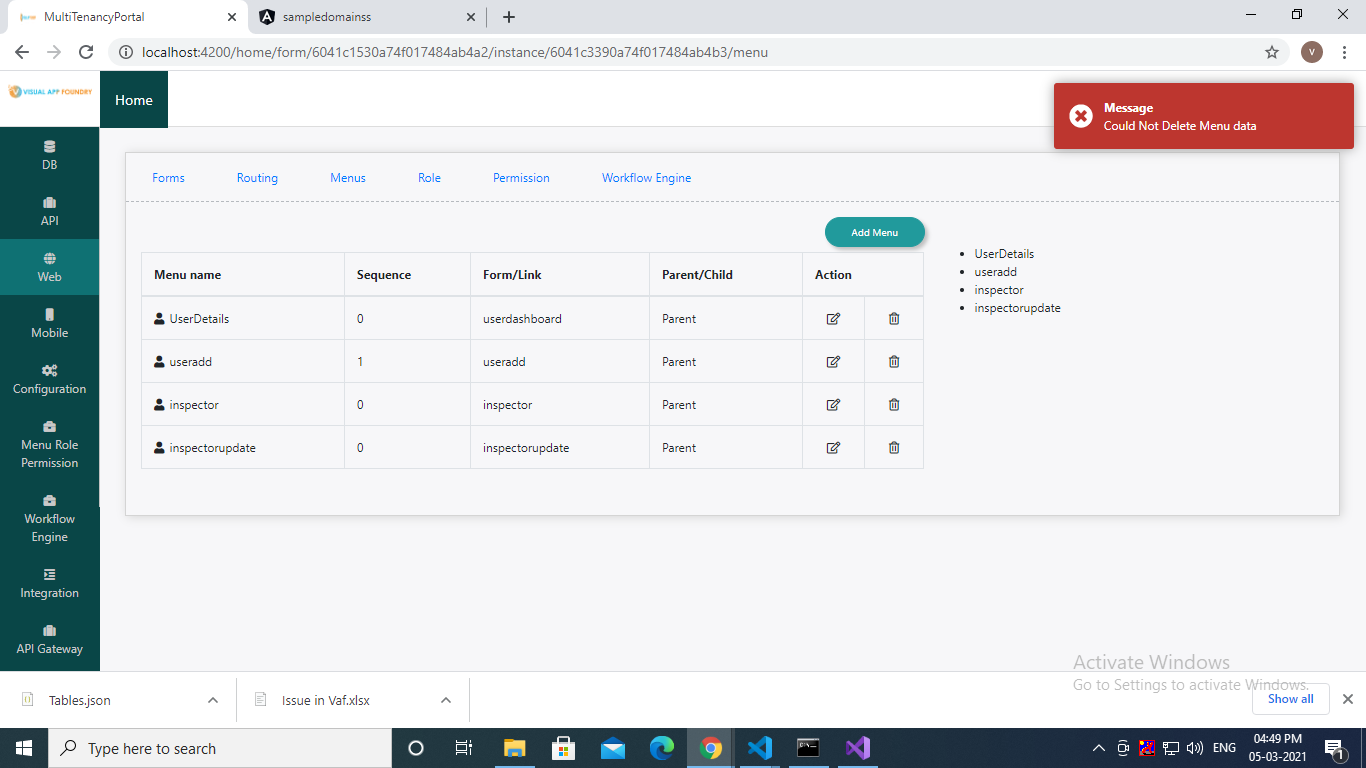 MultiTenancyPortal
sampledomainss
localhost:4200/home/form/6041c1530a74f017484ab4a2/instance/6041c3390a74f017484ab4b3/menu
V
VISUAL APP FOUNDRY
Home
Message
Could Not Delete Menu data
DB
API
Web
Mobile
Configuration
Menu Role
Permission
Workflow
Engine
Integration
API Gateway
Forms Routing Menus Role Permission Workflow Engine
Add Menu
Menu name Sequence Form/Link Parent/Child Action
UserDetails 0 userdashboard Parent
useradd 1 useradd Parent
inspector 0 inspector Parent
inspectorupdate 0 inspectorupdate Parent
UserDetails
useradd
inspector
inspectorupdate
Activate Windows
Go to Settings to activate Windows.
Tables.json
Issue in Vaf.xlsx
Show all
Type here to search
ENG
04:49 PM
05-03-2021
1